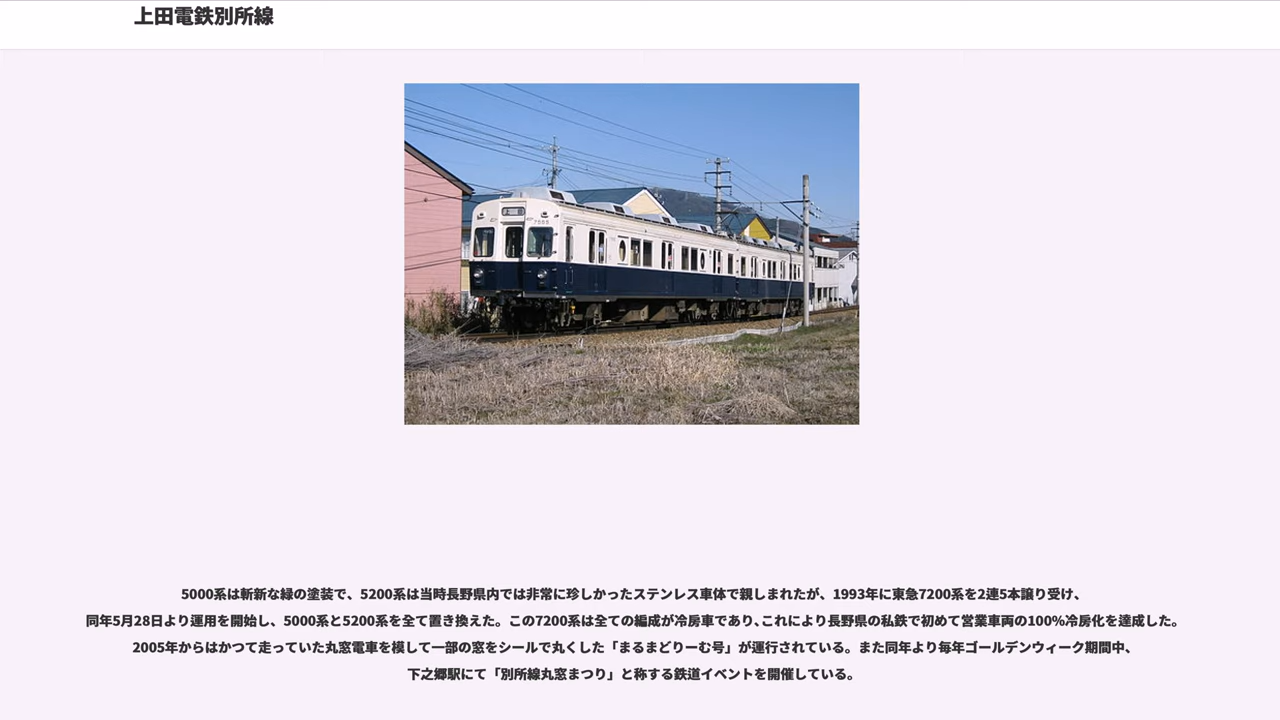 上田電鉄別所線
5000系は斬新な緑の塗装で、5200系は当時長野県内では非常に珍しかったステンレス車体で親しまれたが、1993年に東急7200系を2連5本譲り受け、
同年5月28日より運用を開始し、5000系と5200系を全て置き換えた。この7200系は全ての編成が冷房車であり､これにより長野県の私鉄で初めて営業車両の100%冷房化を達成した。
2005年からはかつて走っていた丸窓電車を模して一部の窓をシールで丸くした「まるまどりーむ号」が運行されている。また同年より毎年ゴールデンウィーク期間中、
下之郷駅にて「別所線丸窓まつり」と称する鉄道イベントを開催している。